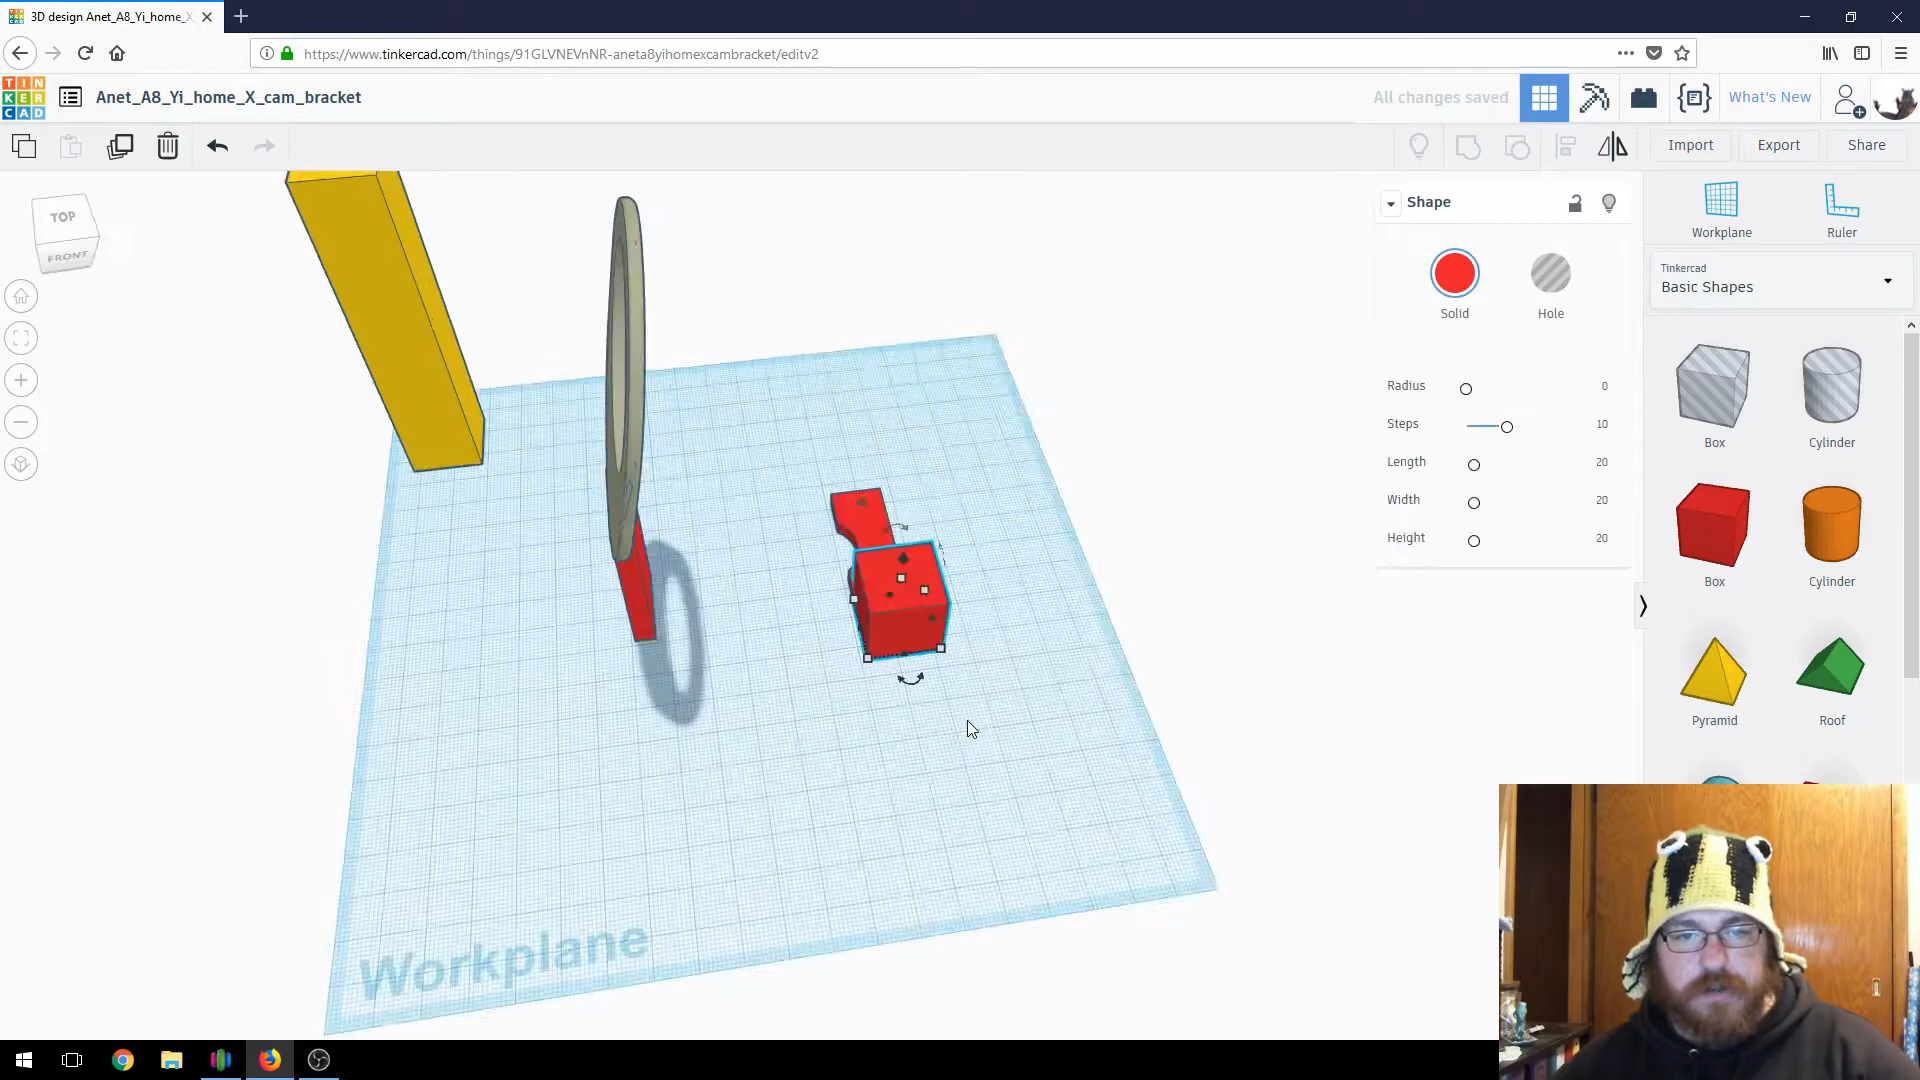 3D design Anet_A8_Yi_home_X_
https://www.tinkercad.com/things/91GLVNEVnNR-aneta8yihomexcambracket/editv2
TIN
KER
CAD
Anet_A8_Yi_home_X_cam_bracket
All changes saved
What's New
Import
Export
Share
TOP
FRONT
Shape
Solid
Hole
Radius 0
Steps 10
Length 20
Width 20
Height 20
Workplane
Ruler
Tinkercad
Basic Shapes
Box
Cylinder
Box
Cylinder
Pyramid
Roof
Workplane